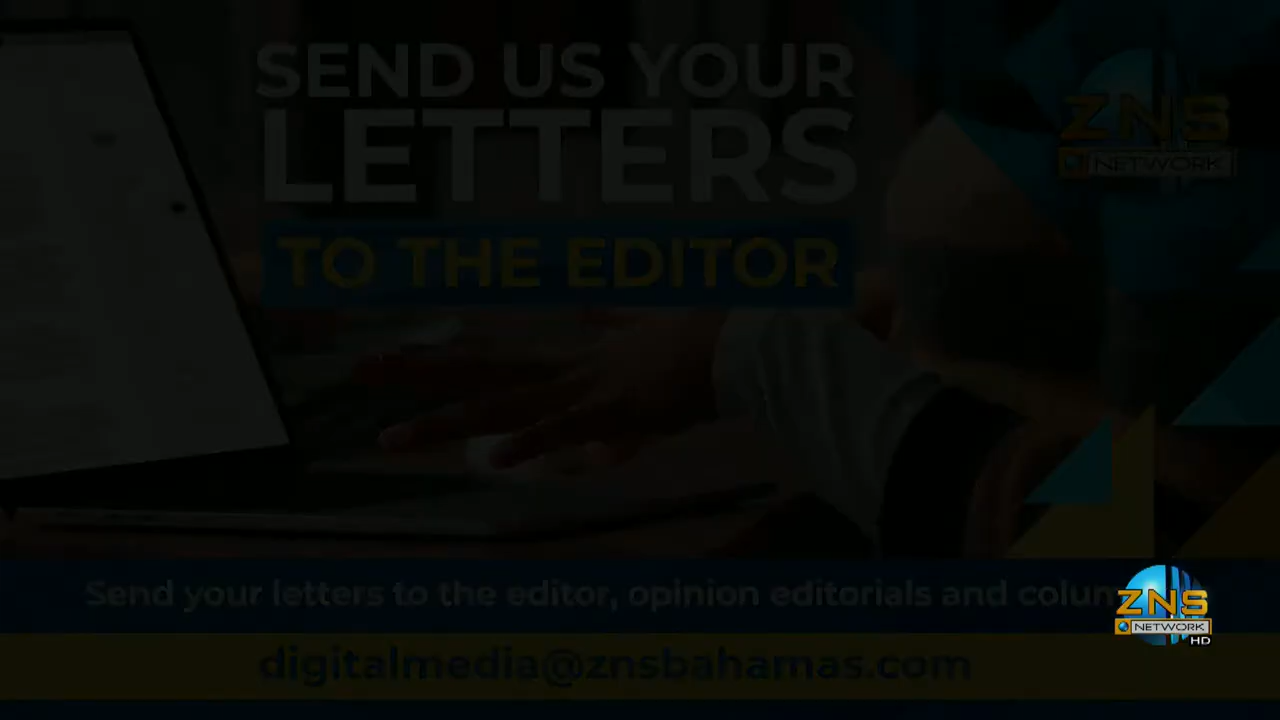 SEND US YOUR
LETTERS
TO THE EDITOR
ZNS
NETWORK
Send your letters to the editor, opinion editorials and colum
ZNS
NETWORK
HD
digitalmedia@znsbahamas.com